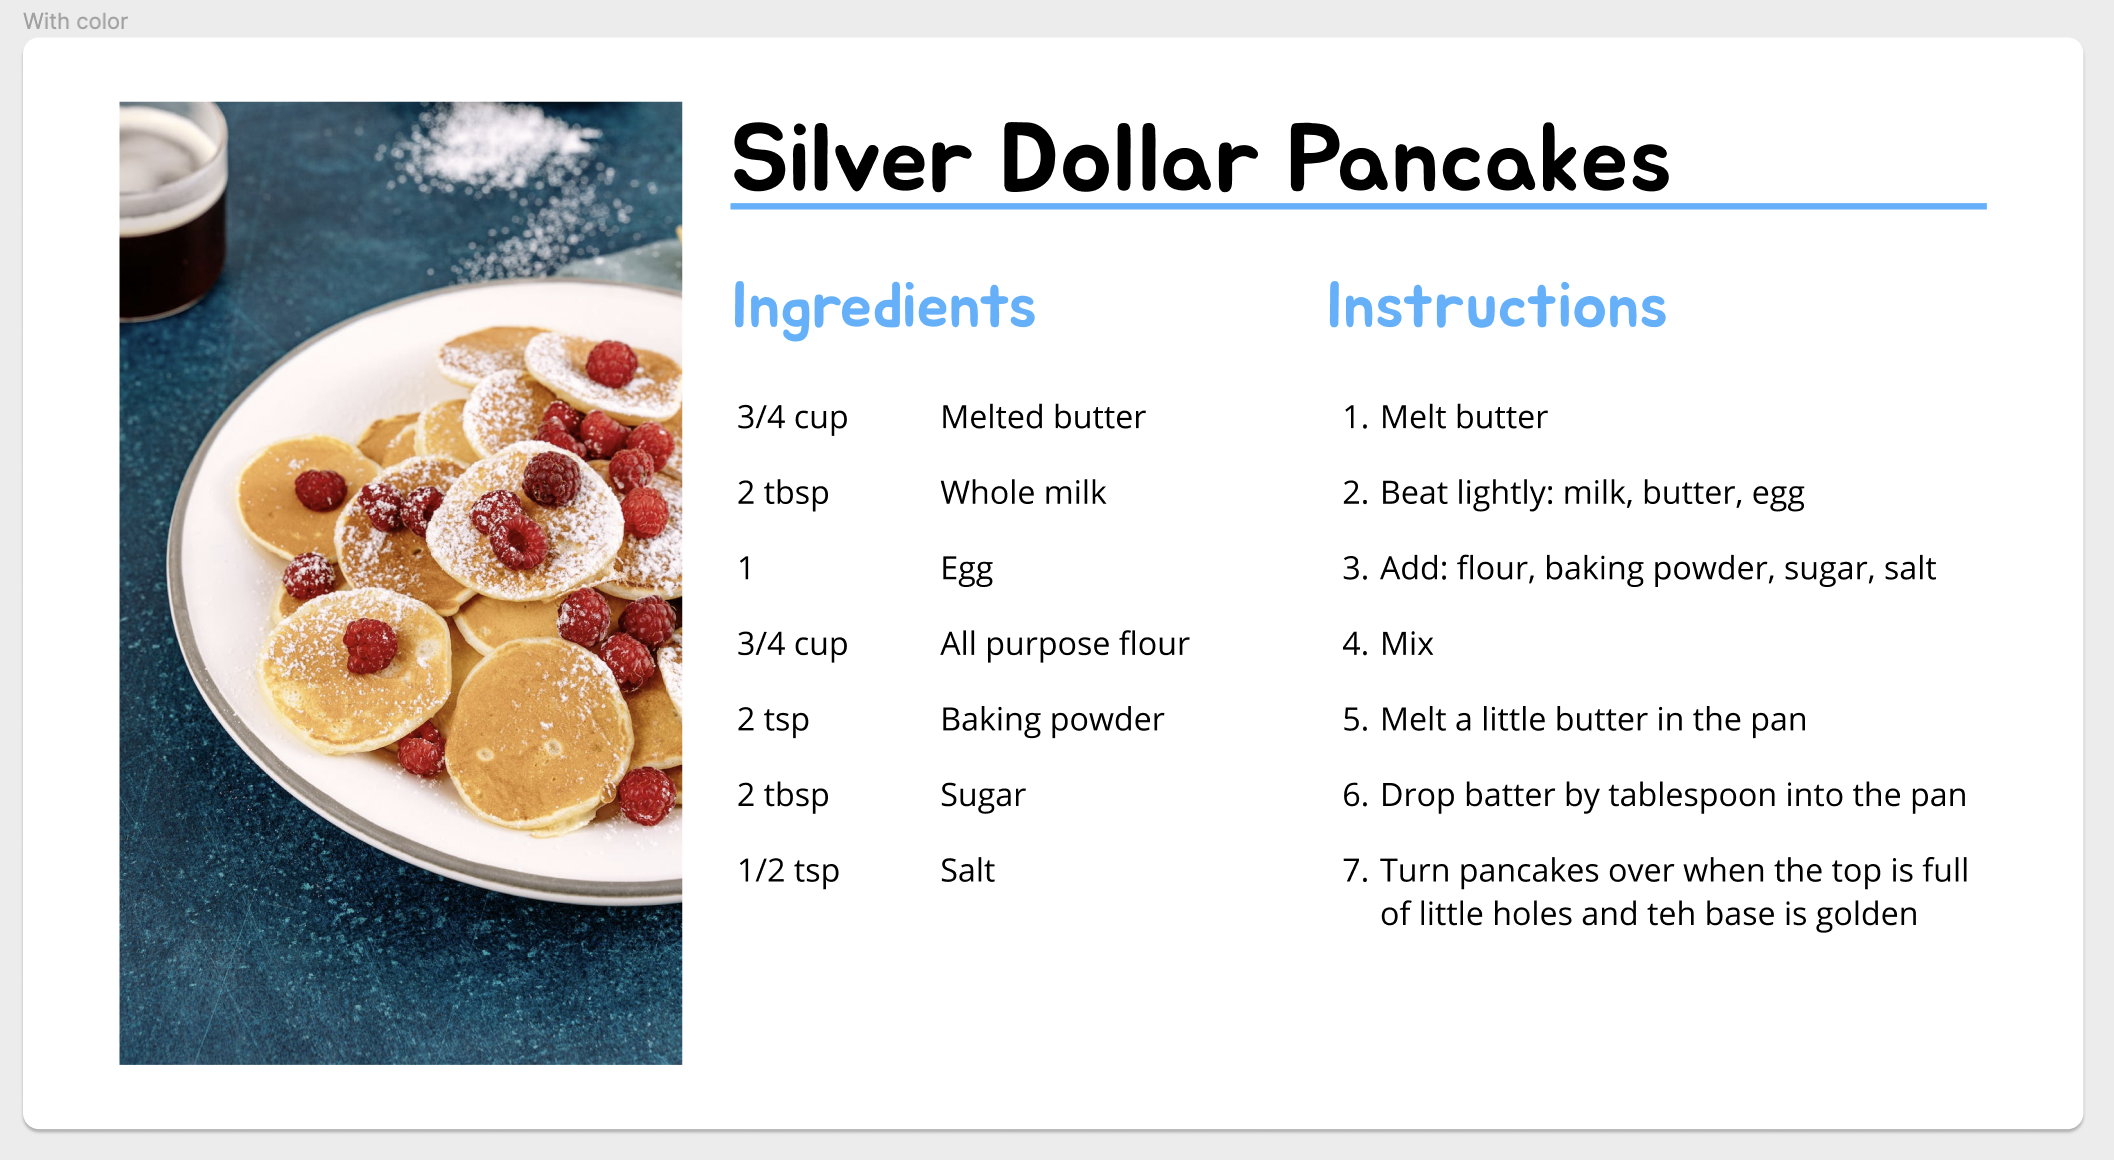 With color
Silver Dollar Pancakes
Ingredients
3/4 cup Melted butter
2 tbsp Whole milk
1 Egg
3/4 cup All purpose flour
2 tsp Baking powder
2 tbsp Sugar
1/2 tsp Salt
Instructions
1. Melt butter
2. Beat lightly: milk, butter, egg
3. Add: flour, baking powder, sugar, salt
4. Mix
5. Melt a little butter in the pan
6. Drop batter by tablespoon into the pan
7. Turn pancakes over when the top is full
of little holes and teh base is golden